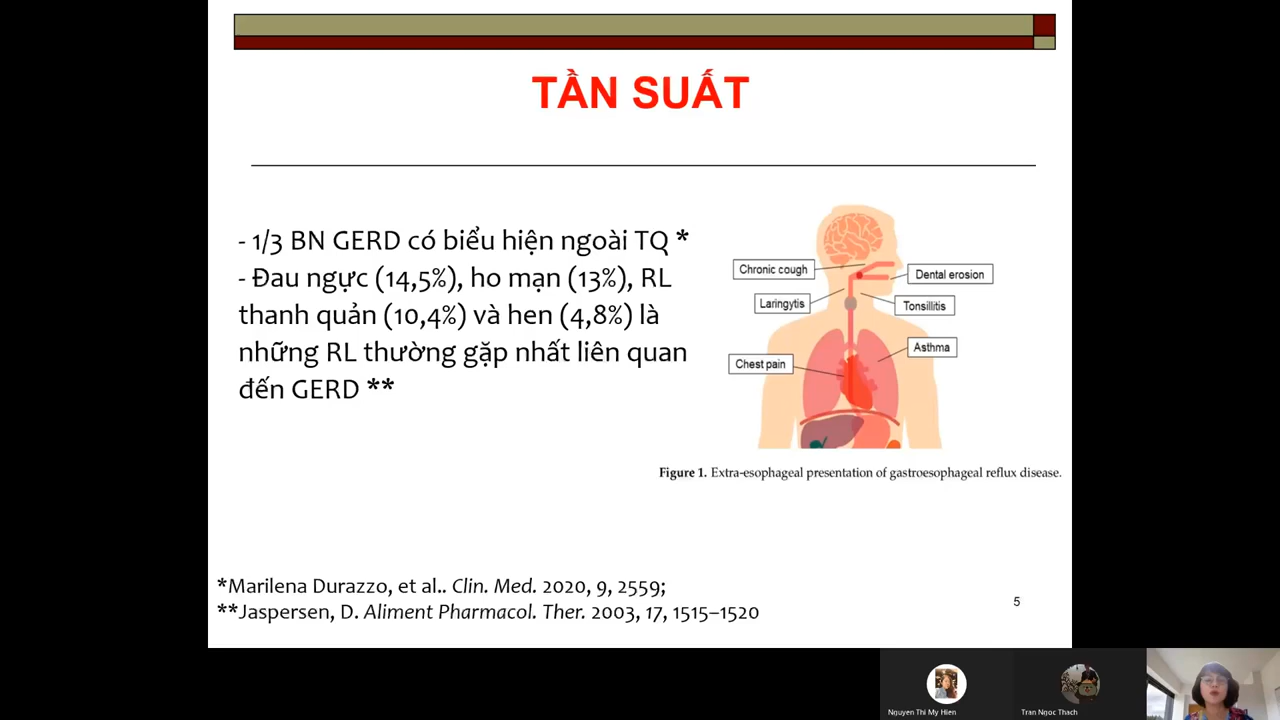 TẦN SUẤT
- 1/3 BN GERD có biểu hiện ngoài TQ *
- Đau ngực (14,5%), ho mạn (13%), RL
thanh quản (10,4%) và hen (4,8%) là
những RL thường gặp nhất liên quan
đến GERD **
Chronic cough
Dental erosion
Laringytis
Tonsillitis
Asthma
Chest pain
Figure 1. Extra-esophageal presentation of gastroesophageal reflux disease.
*Marilena Durazzo, et al.. Clin. Med. 2020, 9, 2559;
**Jaspersen, D. Aliment Pharmacol. Ther. 2003, 17, 1515–1520
5
Nguyen Thi My Hien
Tran Ngoc Thach